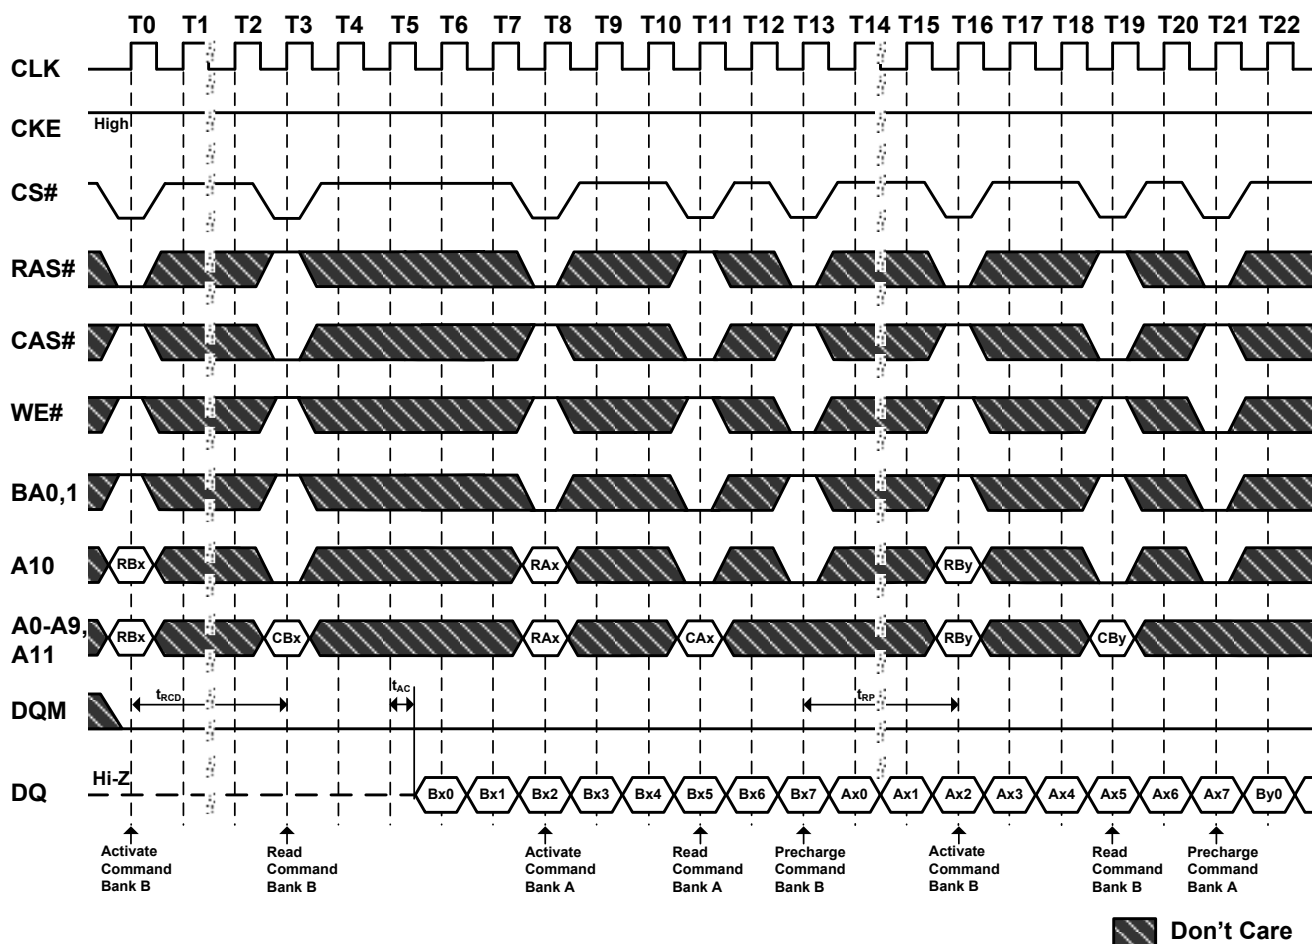 T0 T1 T2 T3 T4 T5 T6 T7 T8 T9 T10 T11 T12 T13 T14 T15 T16 T17 T18 T19 T20 T21 T22
CLK
CKE High
CS#
RAS#
CAS#
WE#
BA0,1
A10 RBx RAx RBy
A0-A9,
A11 RBx CBx RAx CAx RBy CBy
tRCD tAC tRP
DQM
Hi-Z
DQ Bx0 Bx1 Bx2 Bx3 Bx4 Bx5 Bx6 Bx7 Ax0 Ax1 Ax2 Ax3 Ax4 Ax5 Ax6 Ax7 By0
Activate
Command
Bank B
Read
Command
Bank B
Activate
Command
Bank A
Read
Command
Bank A
Precharge
Command
Bank B
Activate
Command
Bank B
Read
Command
Bank B
Precharge
Command
Bank A
Don't Care